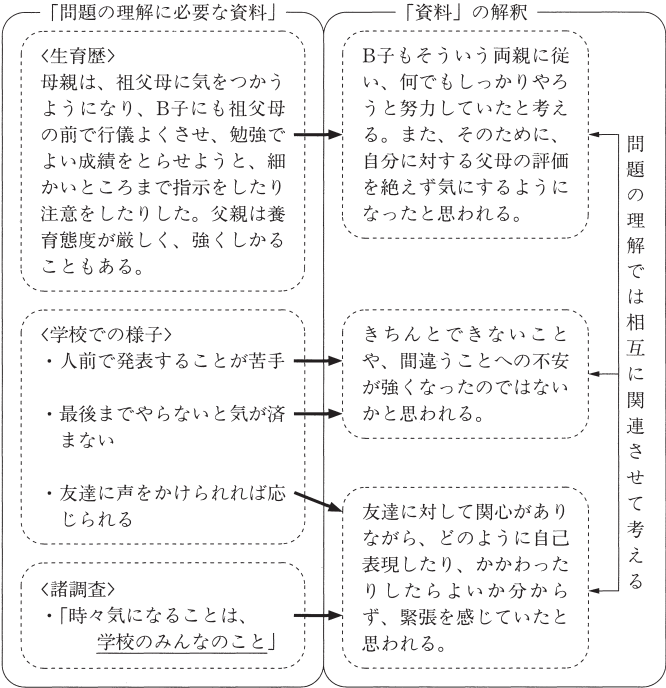 「問題の理解に必要な資料」
〈生育歴〉
母親は、祖父母に気をつかう
ようになり、B子にも祖父母
の前で行儀よくさせ、勉強で
よい成績をとらせようと、細
かいところまで指示をしたり
注意をしたりした。父親は養
育態度が厳しく、強くしかる
こともある。
〈学校での様子〉
・人前で発表することが苦手
・最後までやらないと気が済
まない
・友達に声をかけられれば応
じられる
〈諸調査〉
・「時々気になることは、
学校のみんなのこと」
「資料」の解釈
B子もそういう両親に従
い、何でもしっかりやろ
うと努力していたと考え
る。また、そのために、
自分に対する父母の評価
を絶えず気にするように
なったと思われる。
きちんとできないこと
や、間違うことへの不安
が強くなったのではない
かと思われる。
友達に対して関心があり
ながら、どのように自己
表現したり、かかわった
りしたらよいか分から
ず、緊張を感じていたと
思われる。
問題の理解では相互に関連させて考える